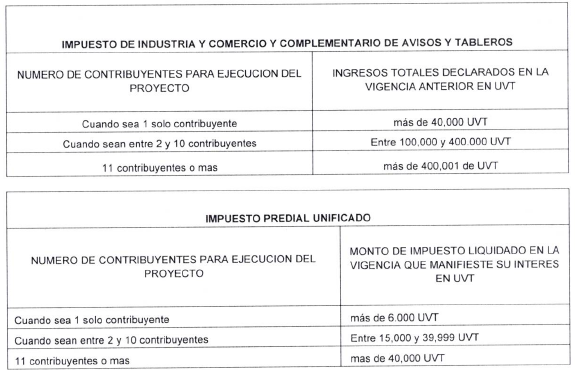 IMPUESTO DE INDUSTRIA Y COMERCIO Y COMPLEMENTARIO DE AVISOS Y TABLEROS
NUMERO DE CONTRIBUYENTES PARA EJECUCION DEL
PROYECTO
INGRESOS TOTALES DECLARADOS EN LA
VIGENCIA ANTERIOR EN UVT
Cuando sea 1 solo contribuyente
más de 40,000 UVT
Cuando sean entre 2 y 10 contribuyentes
Entre 100,000 y 400.000 UVT
11 contribuyentes o mas
más de 400,001 de UVT
IMPUESTO PREDIAL UNIFICADO
NUMERO DE CONTRIBUYENTES PARA EJECUCION DEL
PROYECTO
MONTO DE IMPUESTO LIQUIDADO EN LA
VIGENCIA QUE MANIFIESTE SU INTERES
EN UVT
Cuando sea 1 solo contribuyente
más de 6.000 UVT
Cuando sean entre 2 y 10 contribuyentes
Entre 15,000 y 39,999 UVT
11 contribuyentes o mas
mas de 40,000 UVT